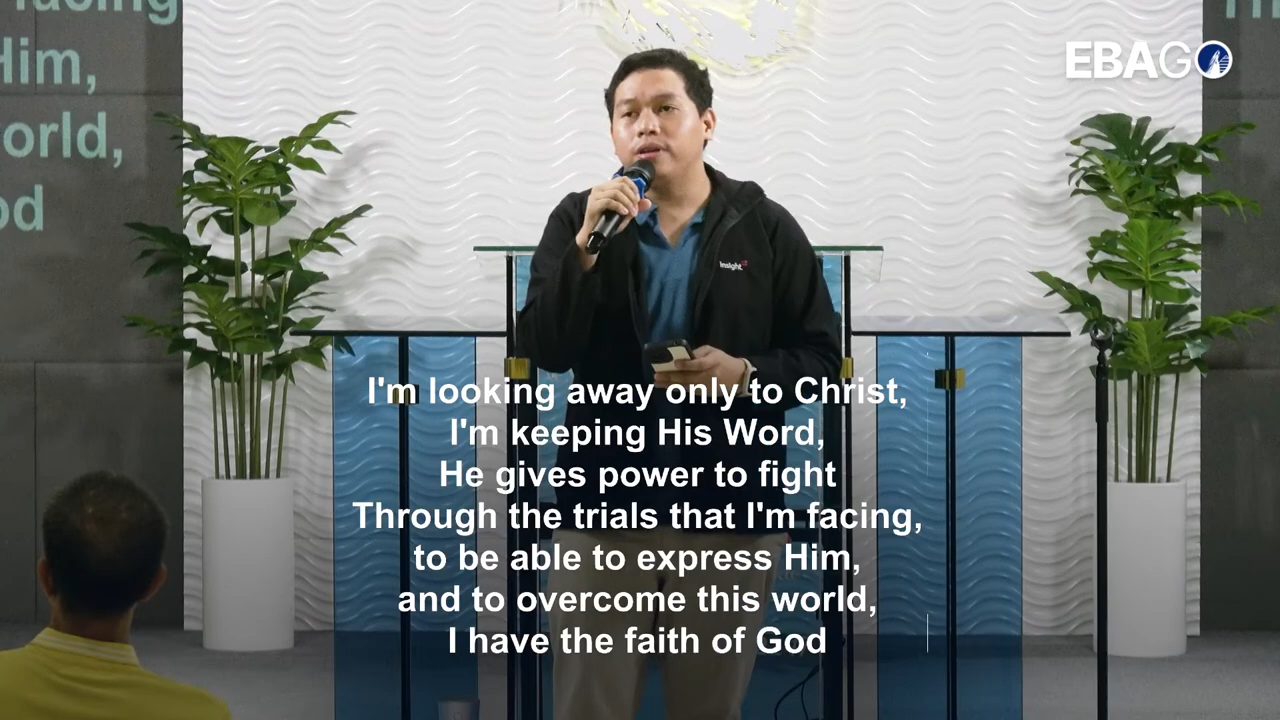 facing
Him,
world,
od
EBAGO
insight
I'm looking away only to Christ,
I'm keeping His Word,
He gives power to fight
Through the trials that I'm facing,
to be able to express Him,
and to overcome this world,
I have the faith of God